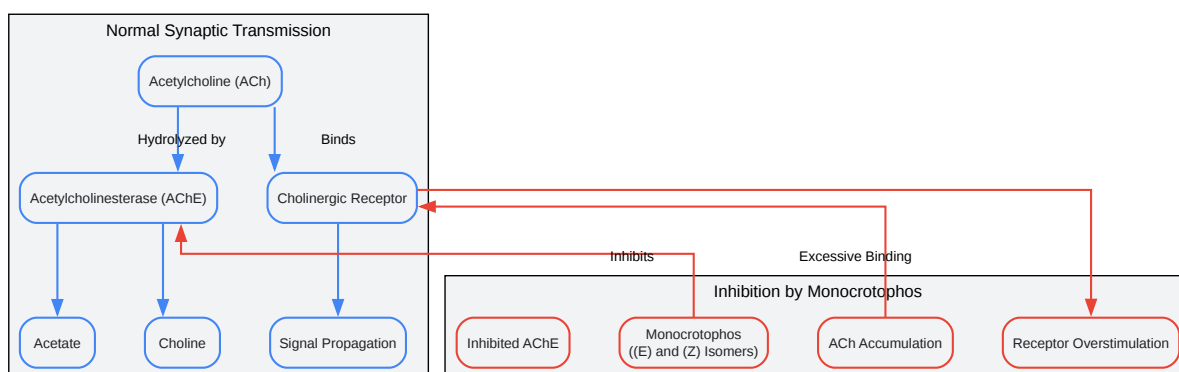 Normal Synaptic Transmission
Acetylcholine (ACh)
Hydrolyzed by
Binds
Acetylcholinesterase (AChE)
Cholinergic Receptor
Inhibits
Excessive Binding
Inhibition by Monocrotophos
Acetate
Choline
Signal Propagation
Inhibited AChE
Monocrotophos
((E) and (Z) Isomers)
ACh Accumulation
Receptor Overstimulation